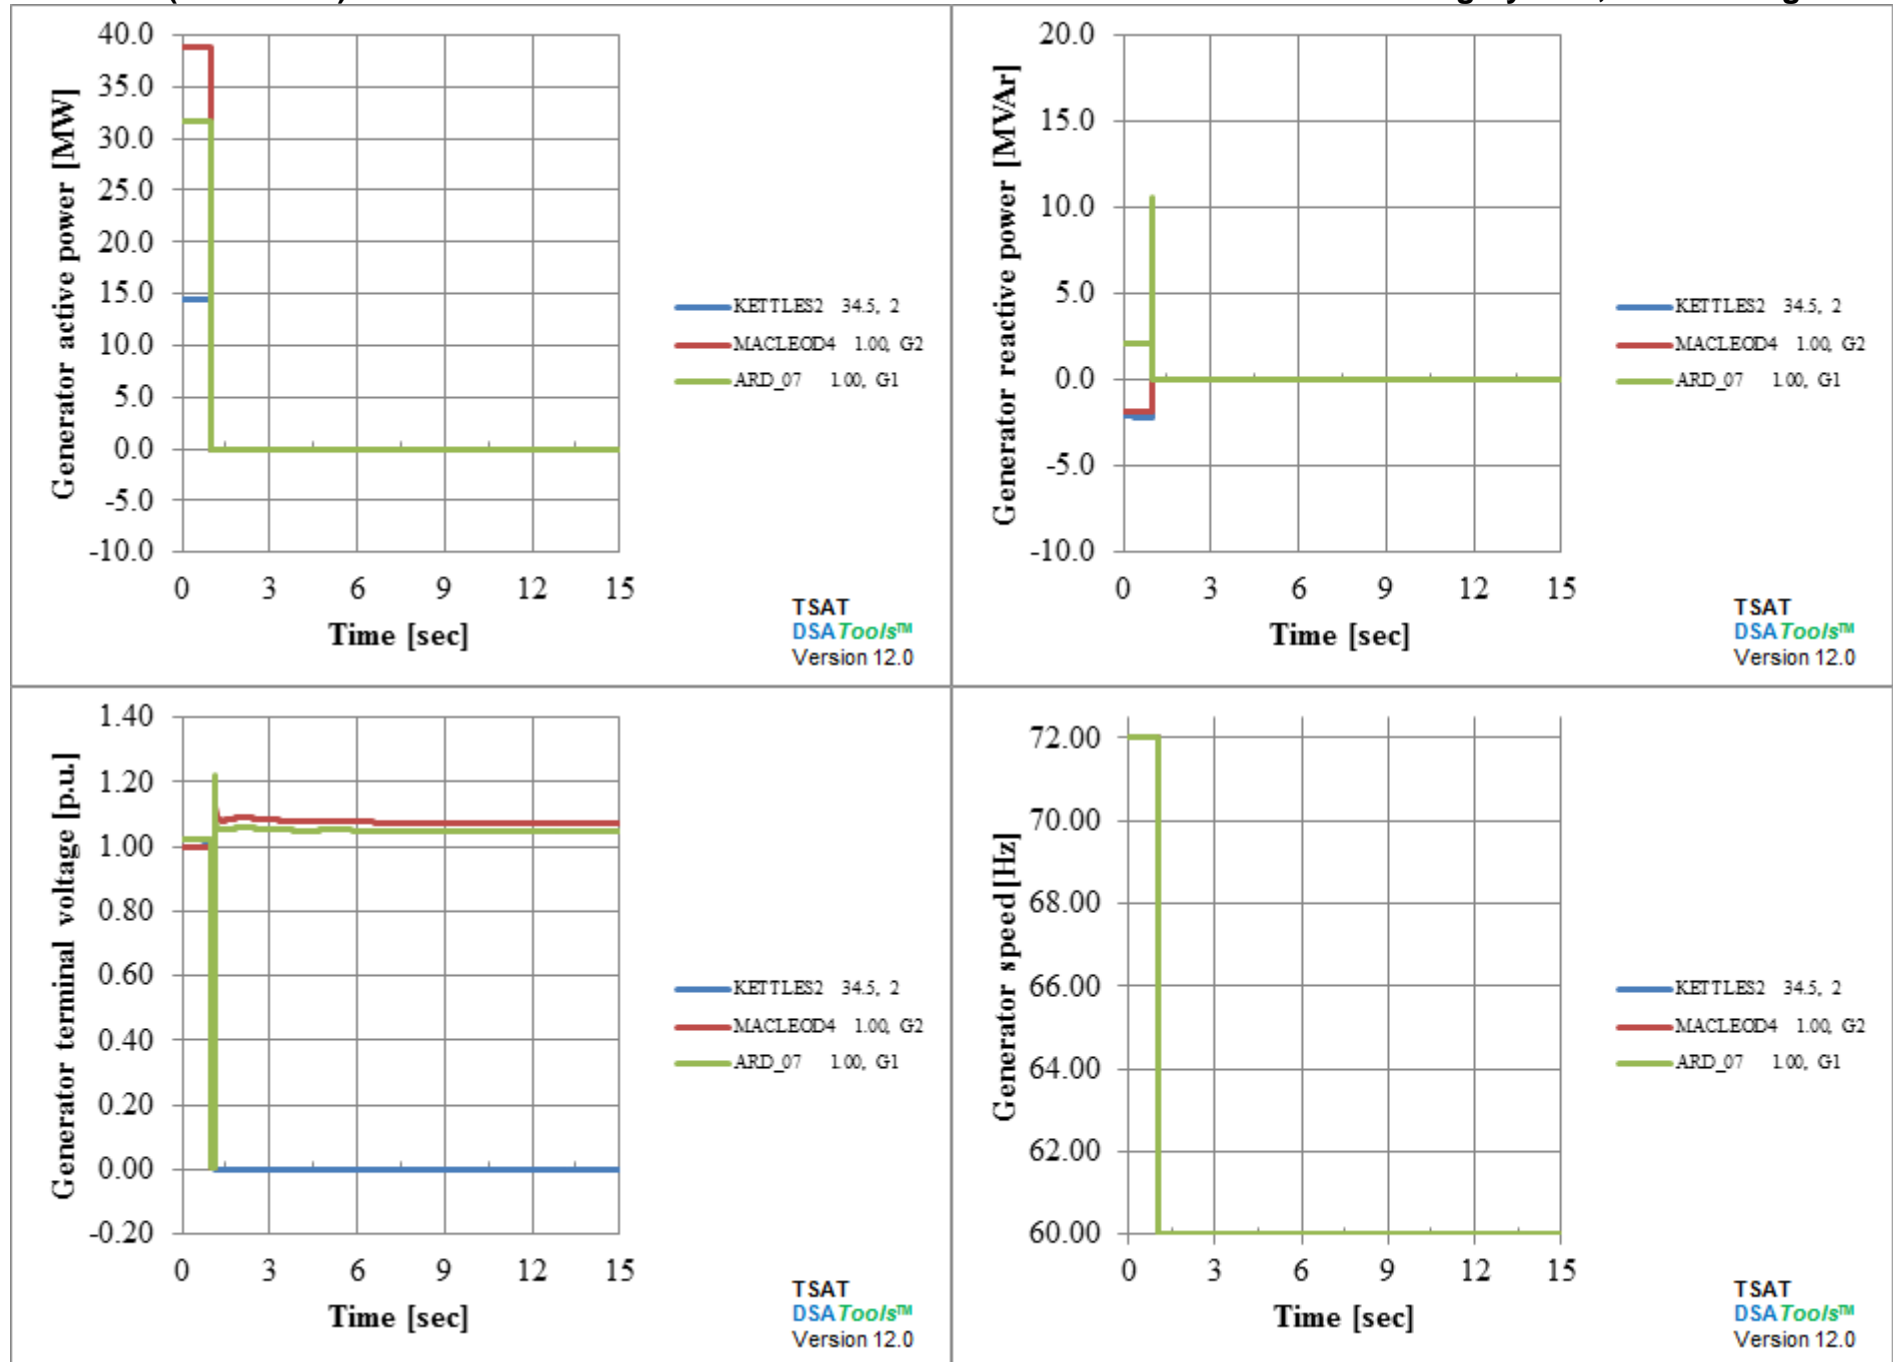 40.0
35.0
30.0
25.0
20.0
15.0
10.0
5.0
0.0
-5.0
-10.0
0 3 6 9 12 15
Generator active power [MW]
Time [sec]
KETTLES2 34.5, 2
MACLEOD4 1.00, G2
ARD_07 1.00, G1
TSAT
DSATools™
Version 12.0
20.0
15.0
10.0
5.0
0.0
-5.0
-10.0
0 3 6 9 12 15
Generator reactive power [MVAr]
Time [sec]
KETTLES2 34.5, 2
MACLEOD4 1.00, G2
ARD_07 1.00, G1
TSAT
DSATools™
Version 12.0
1.40
1.20
1.00
0.80
0.60
0.40
0.20
0.00
-0.20
0 3 6 9 12 15
Generator terminal voltage [p.u.]
Time [sec]
KETTLES2 34.5, 2
MACLEOD4 1.00, G2
ARD_07 1.00, G1
TSAT
DSATools™
Version 12.0
72.00
70.00
68.00
66.00
64.00
62.00
60.00
0 3 6 9 12 15
Generator speed[Hz]
Time [sec]
KETTLES2 34.5, 2
MACLEOD4 1.00, G2
ARD_07 1.00, G1
TSAT
DSATools™
Version 12.0